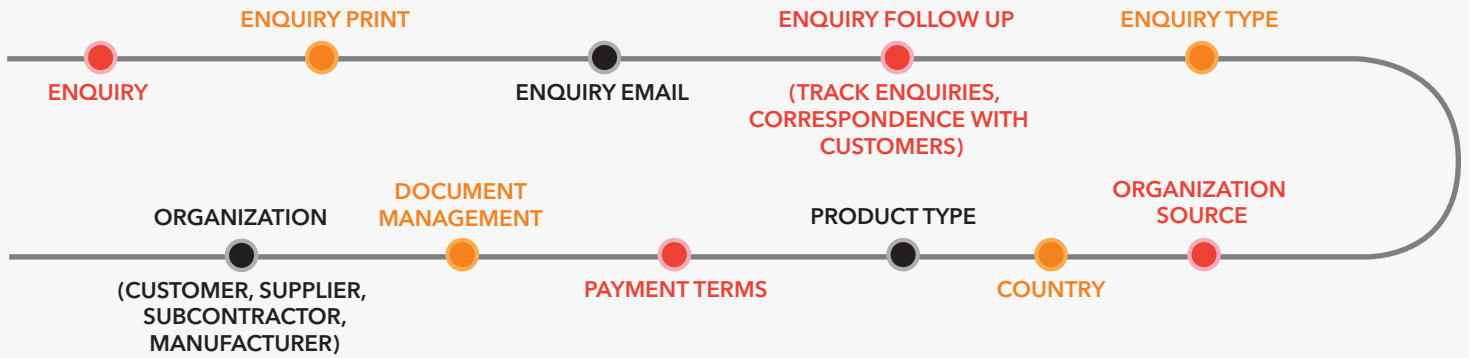 ENQUIRY PRINT
ENQUIRY FOLLOW UP
ENQUIRY TYPE
ENQUIRY
ENQUIRY EMAIL
(TRACK ENQUIRIES,
CORRESPONDENCE WITH
CUSTOMERS)
ORGANIZATION
DOCUMENT
MANAGEMENT
PRODUCT TYPE
ORGANIZATION
SOURCE
(CUSTOMER, SUPPLIER,
SUBCONTRACTOR,
MANUFACTURER)
PAYMENT TERMS
COUNTRY